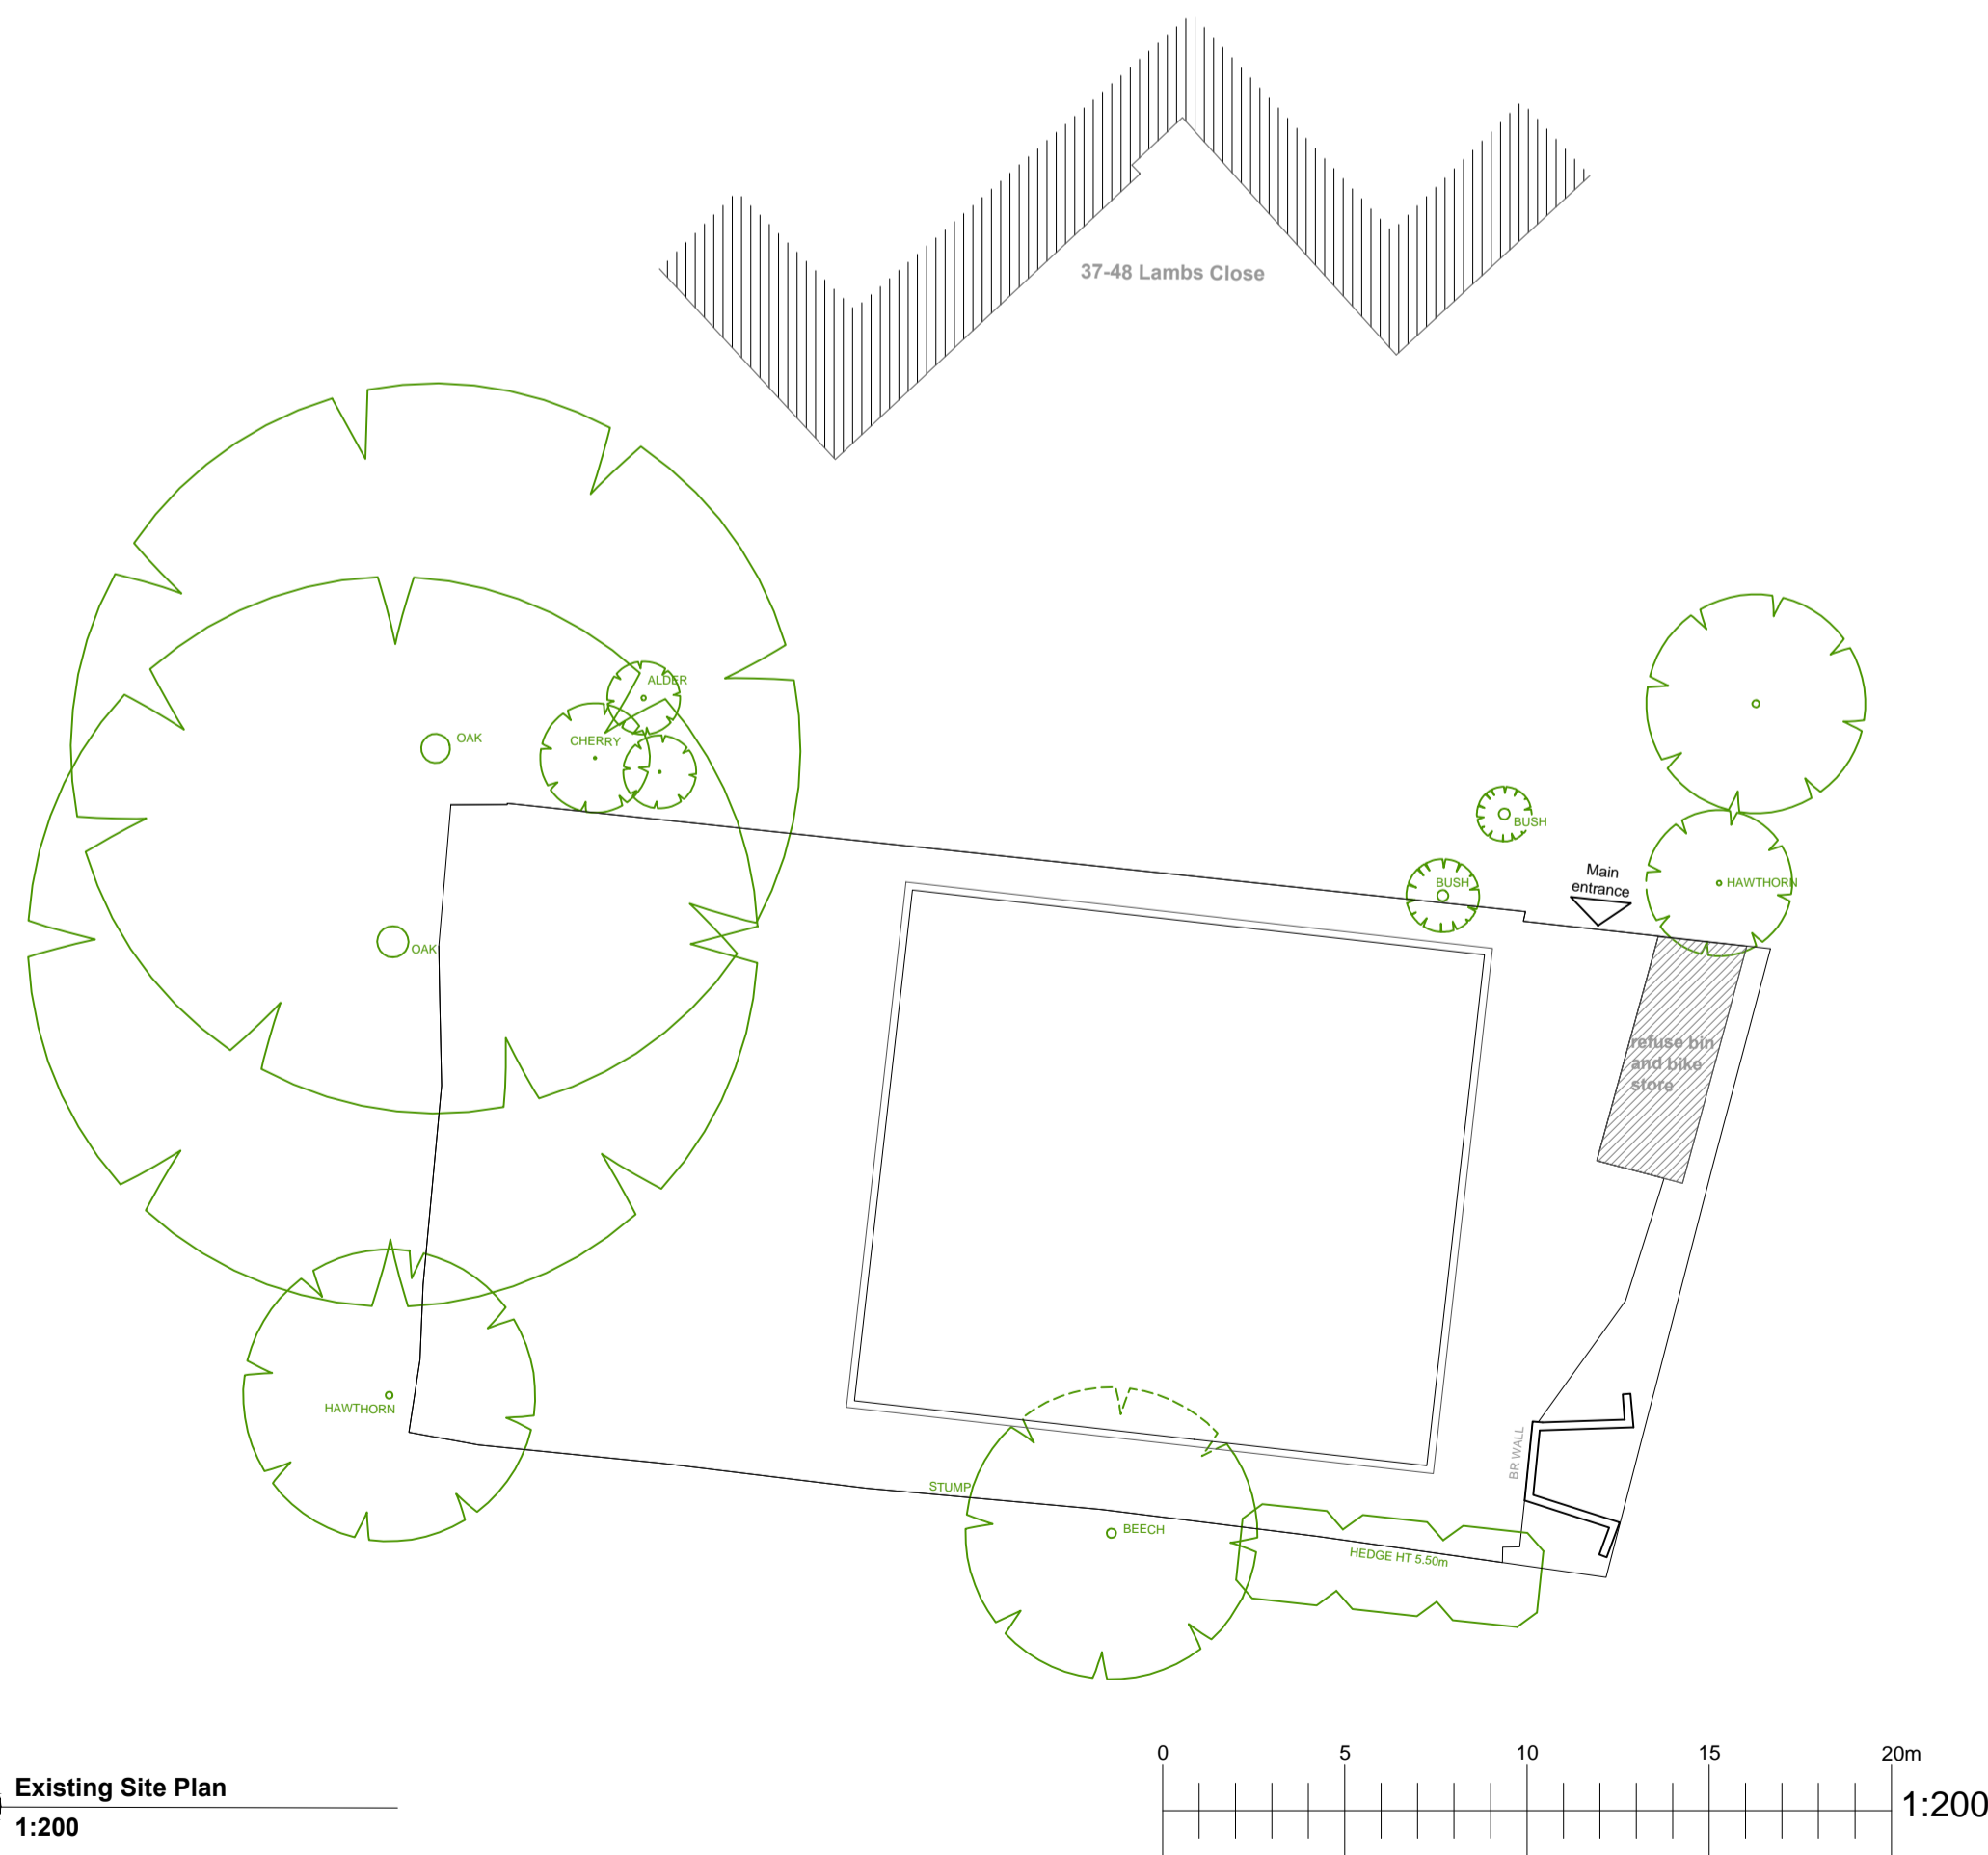 37-48 Lambs Close
ALDER
OAK
CHERRY
BUSH
BUSH
Main
entrance
HAWTHORN
OAK
refuse bin
and bike
store
HAWTHORN
BR WALL
STUMP
BEECH
HEDGE HT 5.50m
0 5 10 15 20m
1:200
Existing Site Plan
1:200